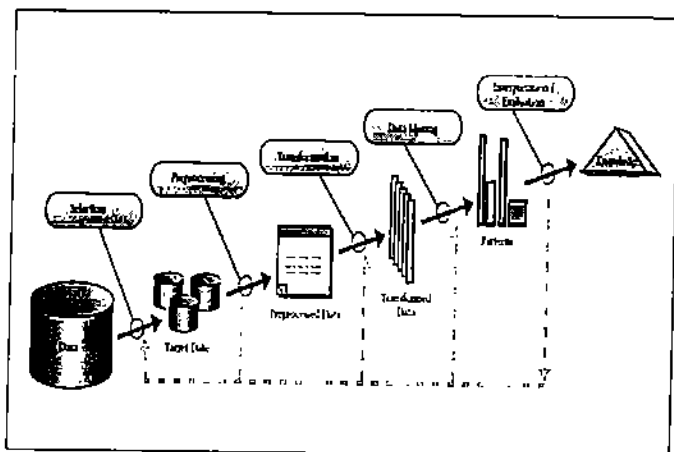 Interpretation /
Evaluation
Data Mining
Transformation
Preprocessing
Selection
Knowledge
Patterns
Transformed
Data
Preprocessed Data
Target Data
Data